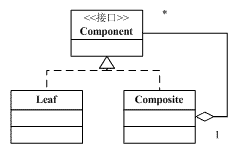 <<接口>>
Component
*
Leaf
Composite
1